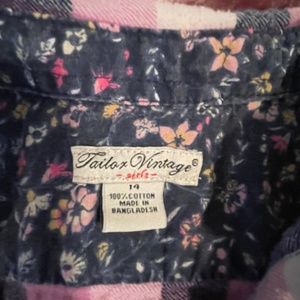 Tailor Vintage®
- girls -
14
100% COTTON
MADE IN
BANGLADESH